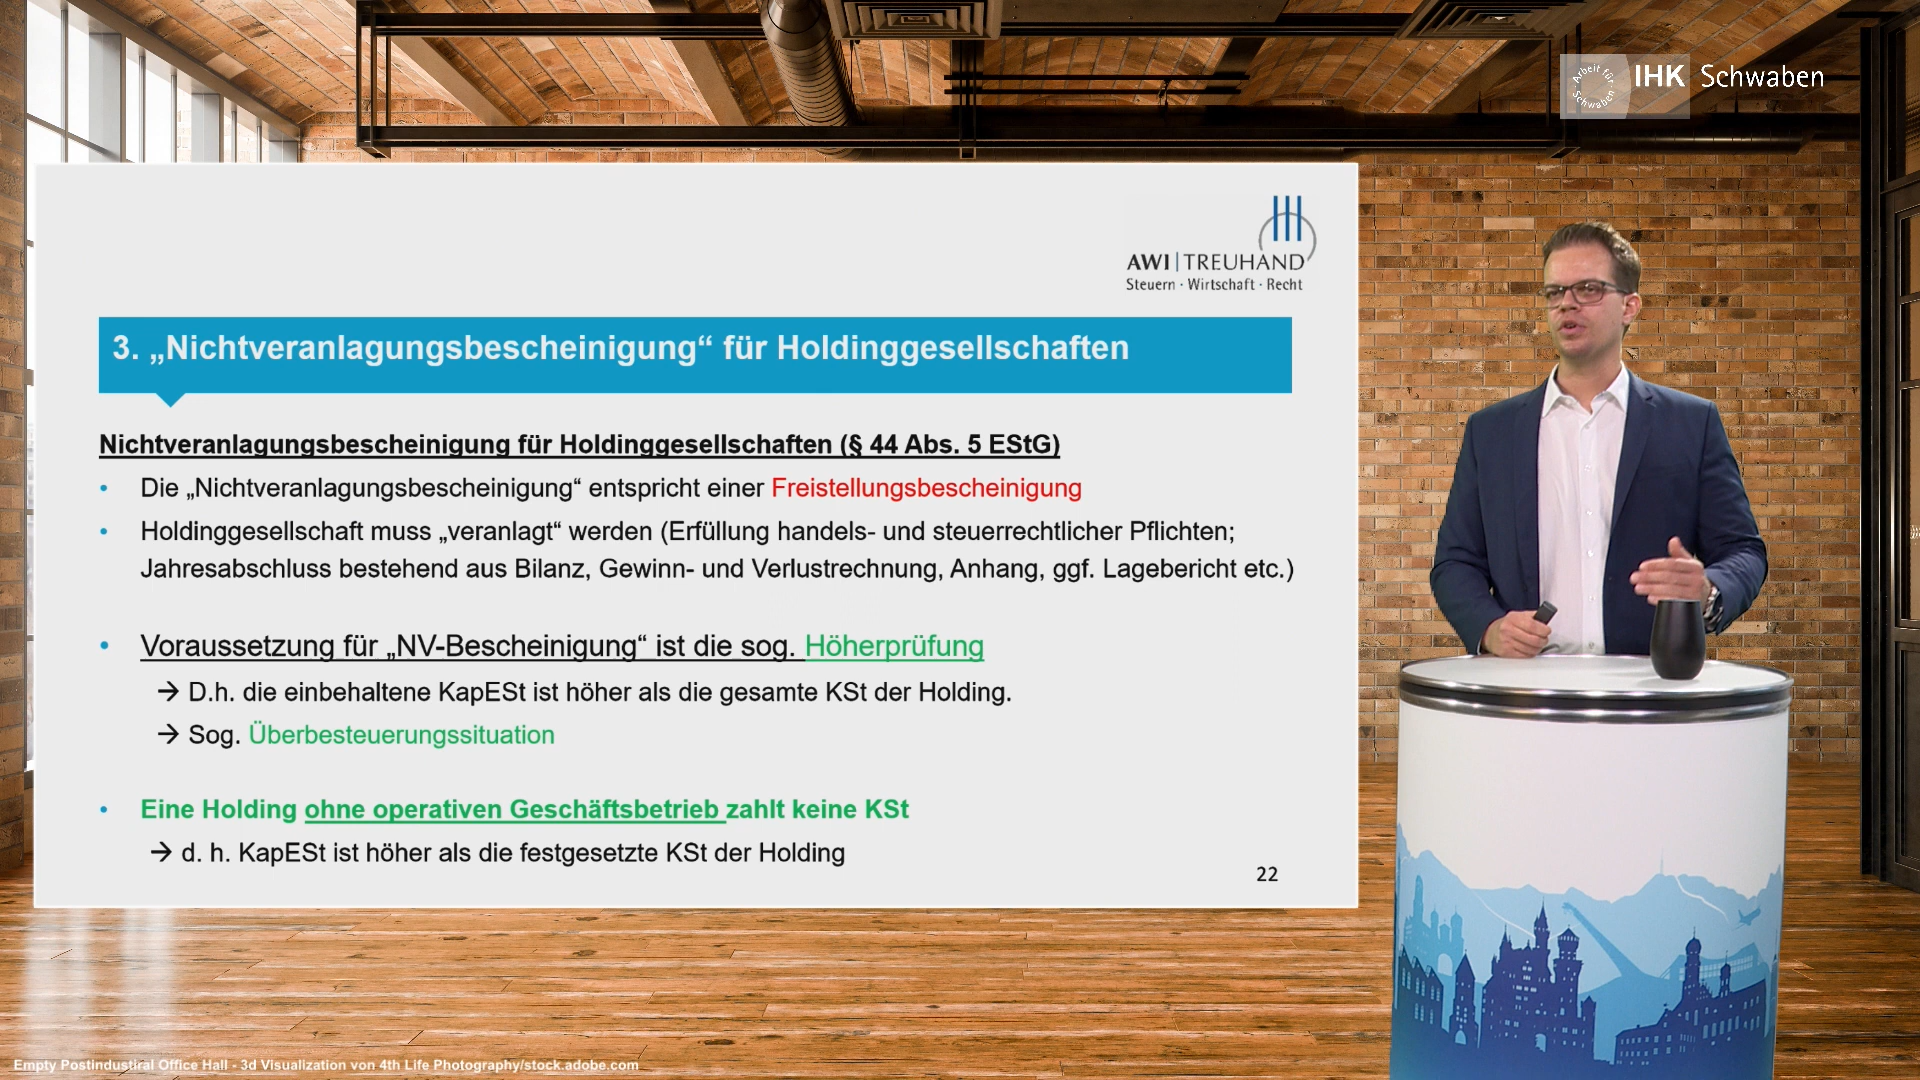 Arbeit für
Schwaben
IHK Schwaben
AWI|TREUHAND
Steuern · Wirtschaft · Recht
3. „Nichtveranlagungsbescheinigung“ für Holdinggesellschaften
Nichtveranlagungsbescheinigung für Holdinggesellschaften (§ 44 Abs. 5 EStG)
• Die „Nichtveranlagungsbescheinigung“ entspricht einer Freistellungsbescheinigung
• Holdinggesellschaft muss „veranlagt“ werden (Erfüllung handels- und steuerrechtlicher Pflichten;
Jahresabschluss bestehend aus Bilanz, Gewinn- und Verlustrechnung, Anhang, ggf. Lagebericht etc.)
• Voraussetzung für „NV-Bescheinigung“ ist die sog. Höherprüfung
→ D.h. die einbehaltene KapESt ist höher als die gesamte KSt der Holding.
→ Sog. Überbesteuerungssituation
• Eine Holding ohne operativen Geschäftsbetrieb zahlt keine KSt
→ d. h. KapESt ist höher als die festgesetzte KSt der Holding
22
Empty Postindustiral Office Hall - 3d Visualization von 4th Life Photography/stock.adobe.com